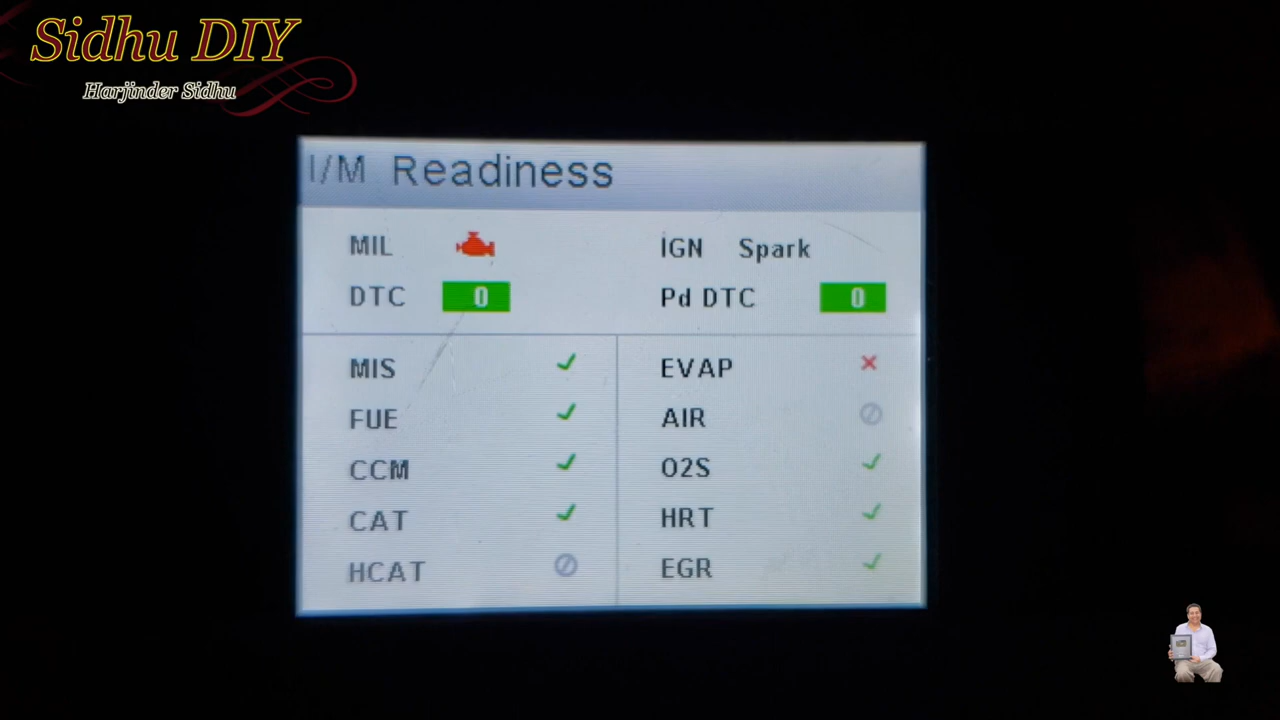 Sidhu DIY
Harjinder Sidhu
I/M Readiness
MIL
IGN Spark
DTC 0
Pd DTC 0
MIS
EVAP
FUE
AIR
CCM
O2S
CAT
HRT
HCAT
EGR